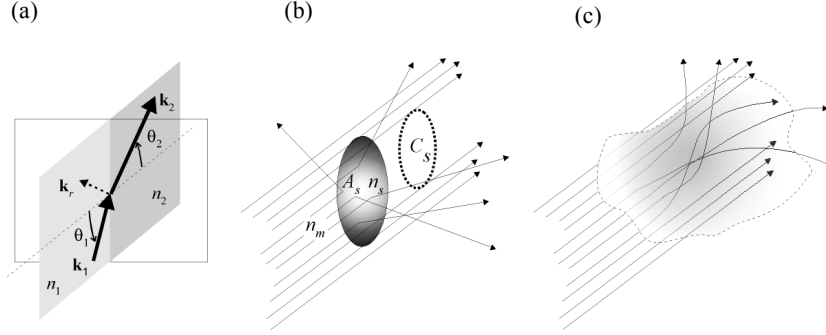 (a)
(b)
(c)
k₂
θ₂
kᵣ
n₂
θ₁
k₁
n₁
Cₛ
Aₛ nₛ
nₘ